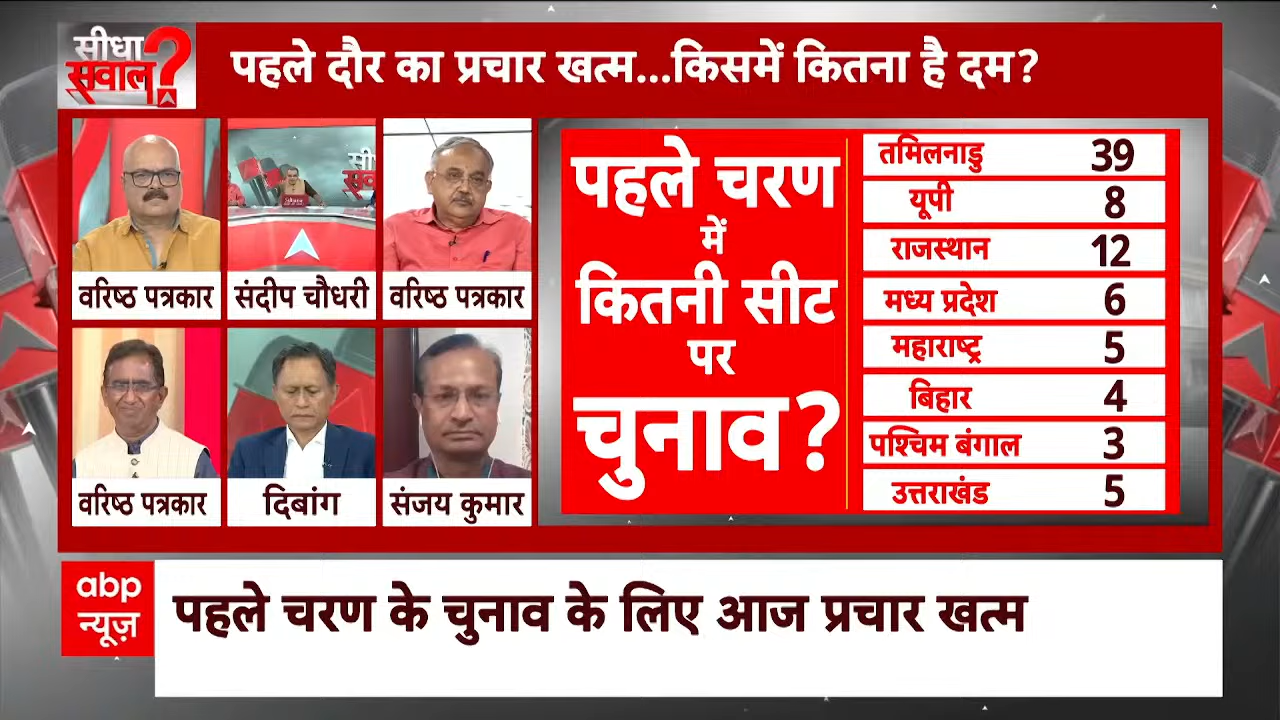 सीधा सवाल?
पहले दौर का प्रचार खत्म...किसमें कितना है दम?
वरिष्ठ पत्रकार
संदीप चौधरी
वरिष्ठ पत्रकार
वरिष्ठ पत्रकार
दिबांग
संजय कुमार
पहले चरण
में
कितनी सीट
पर
चुनाव?
तमिलनाडु 39
यूपी 8
राजस्थान 12
मध्य प्रदेश 6
महाराष्ट्र 5
बिहार 4
पश्चिम बंगाल 3
उत्तराखंड 5
abp
न्यूज़
पहले चरण के चुनाव के लिए आज प्रचार खत्म